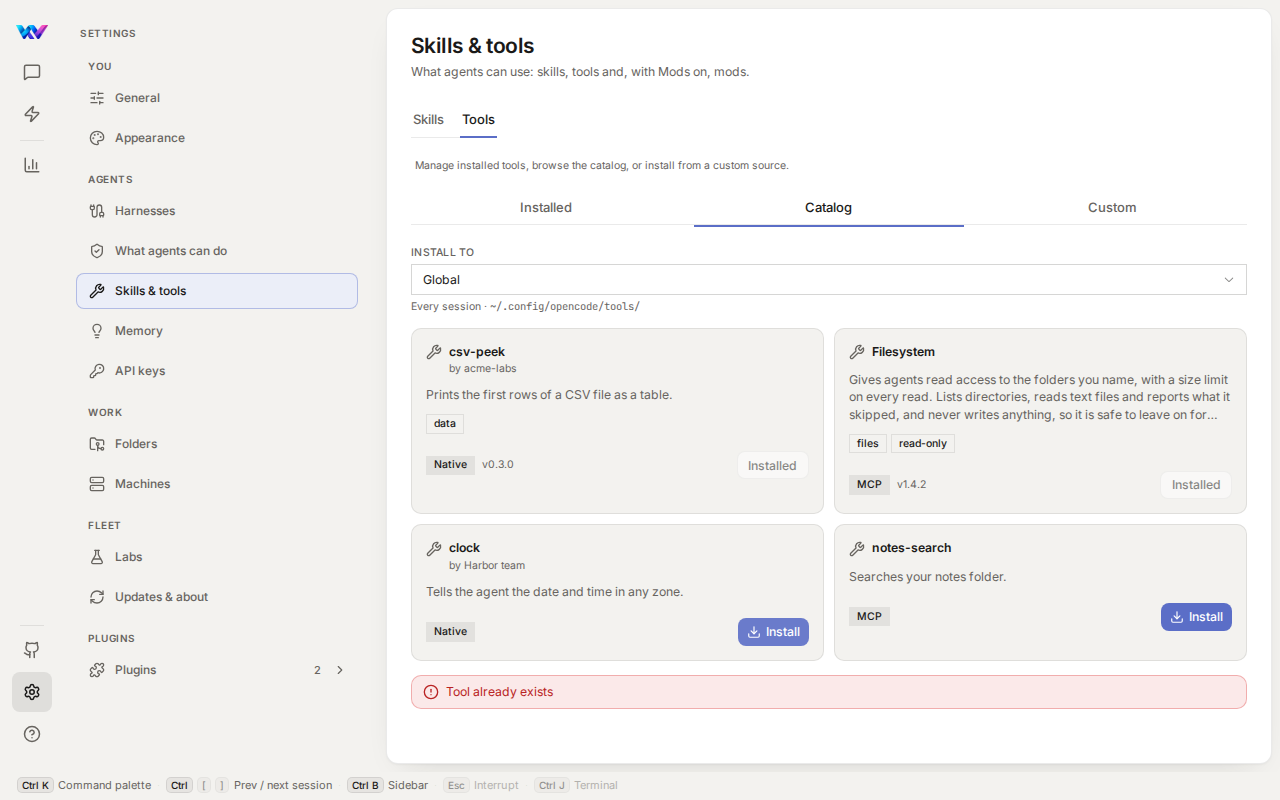 SETTINGS
YOU
General
Appearance
AGENTS
Harnesses
What agents can do
Skills & tools
Memory
API keys
WORK
Folders
Machines
FLEET
Labs
Updates & about
PLUGINS
Plugins 2
Skills & tools
What agents can use: skills, tools and, with Mods on, mods.
Skills Tools
Manage installed tools, browse the catalog, or install from a custom source.
Installed Catalog Custom
INSTALL TO
Global
Every session · ~/.config/opencode/tools/
csv-peek
by acme-labs
Prints the first rows of a CSV file as a table.
data
Native v0.3.0 Installed
Filesystem
Gives agents read access to the folders you name, with a size limit
on every read. Lists directories, reads text files and reports what it
skipped, and never writes anything, so it is safe to leave on for...
files read-only
MCP v1.4.2 Installed
clock
by Harbor team
Tells the agent the date and time in any zone.
Native Install
notes-search
Searches your notes folder.
MCP Install
Tool already exists
Ctrl K Command palette Ctrl [ ] Prev / next session Ctrl B Sidebar Esc Interrupt Ctrl J Terminal